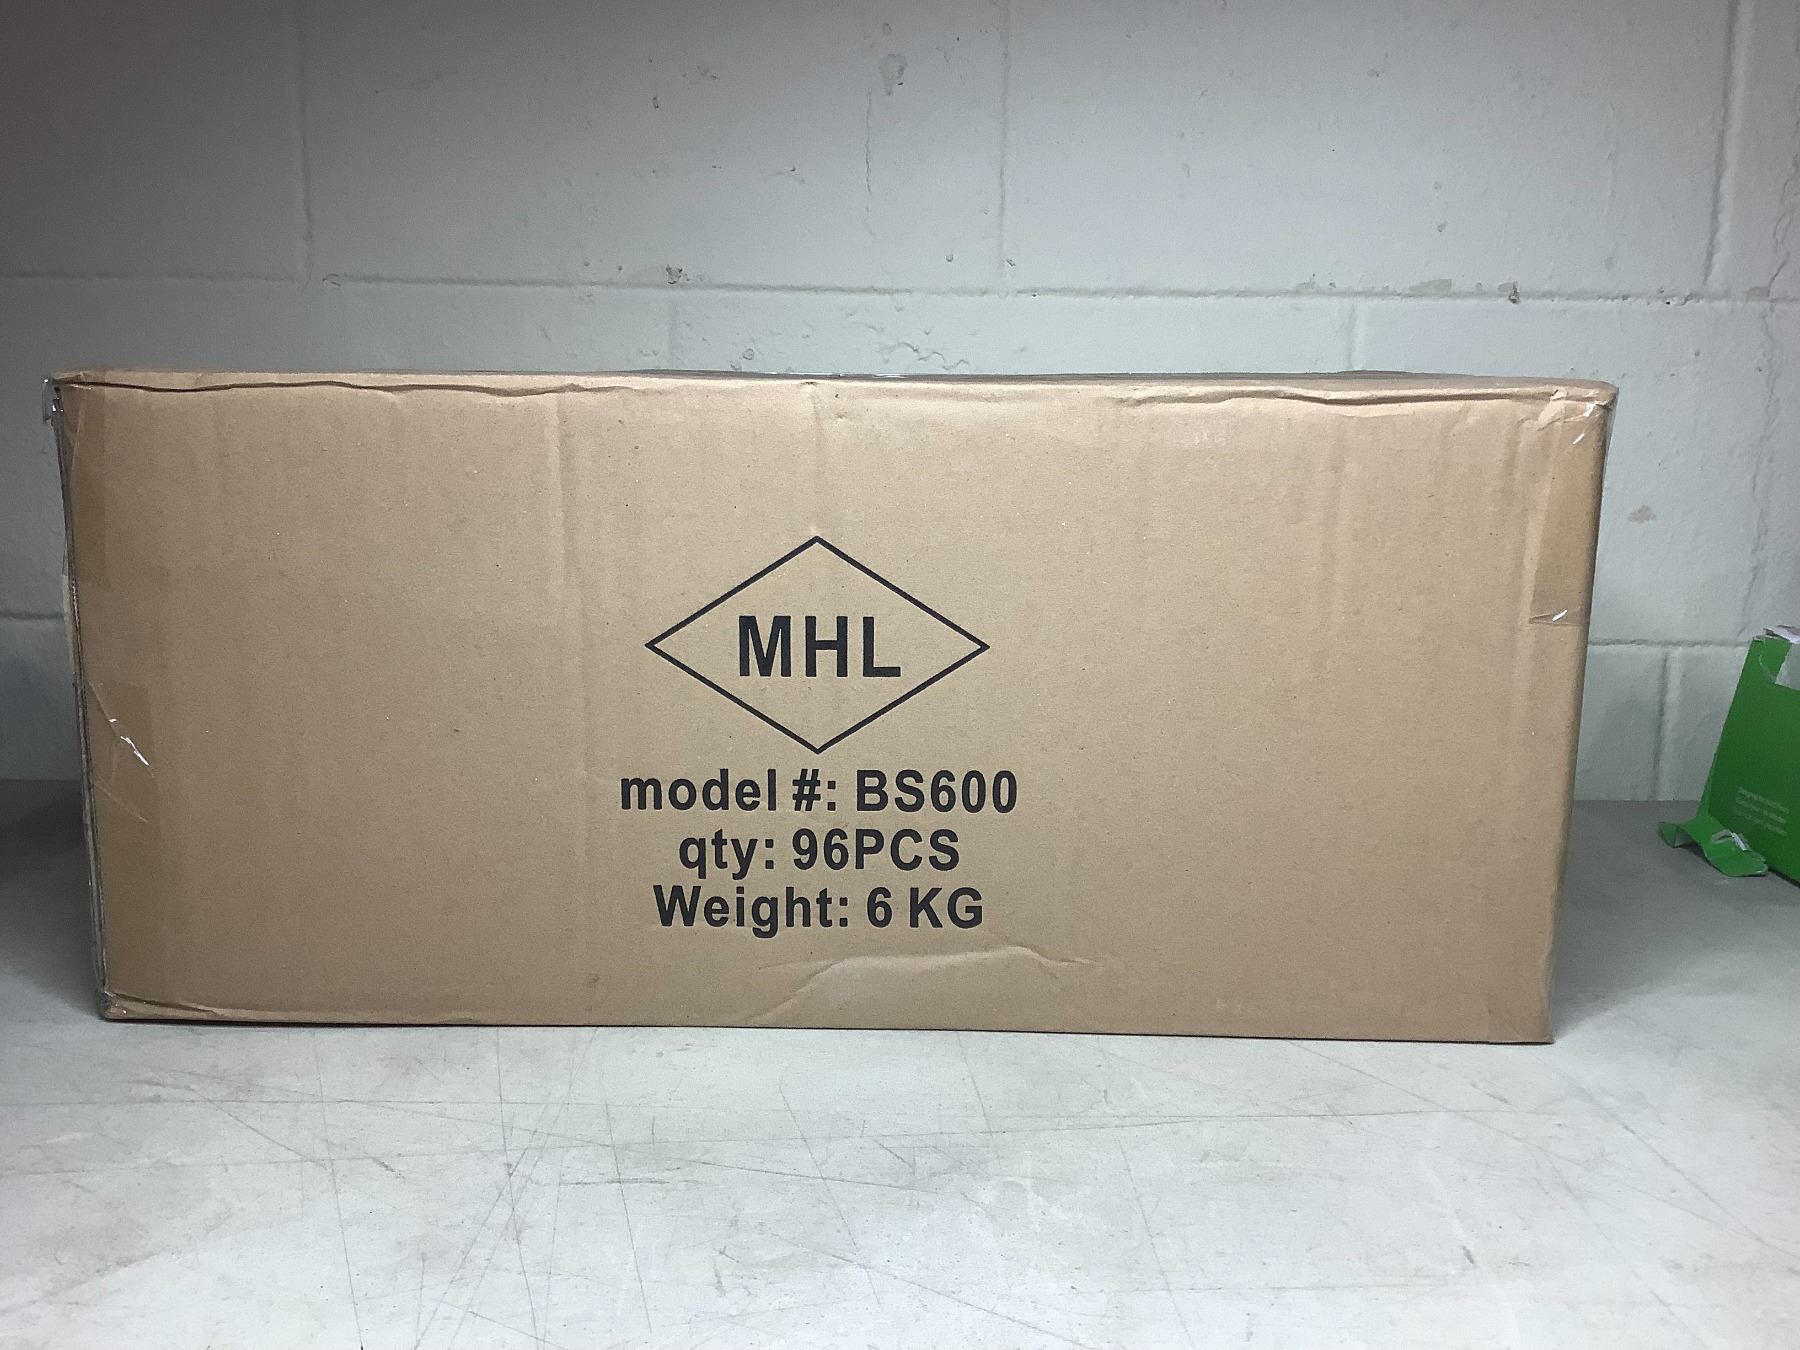 MHL
model #: BS600
qty: 96PCS
Weight: 6 KG